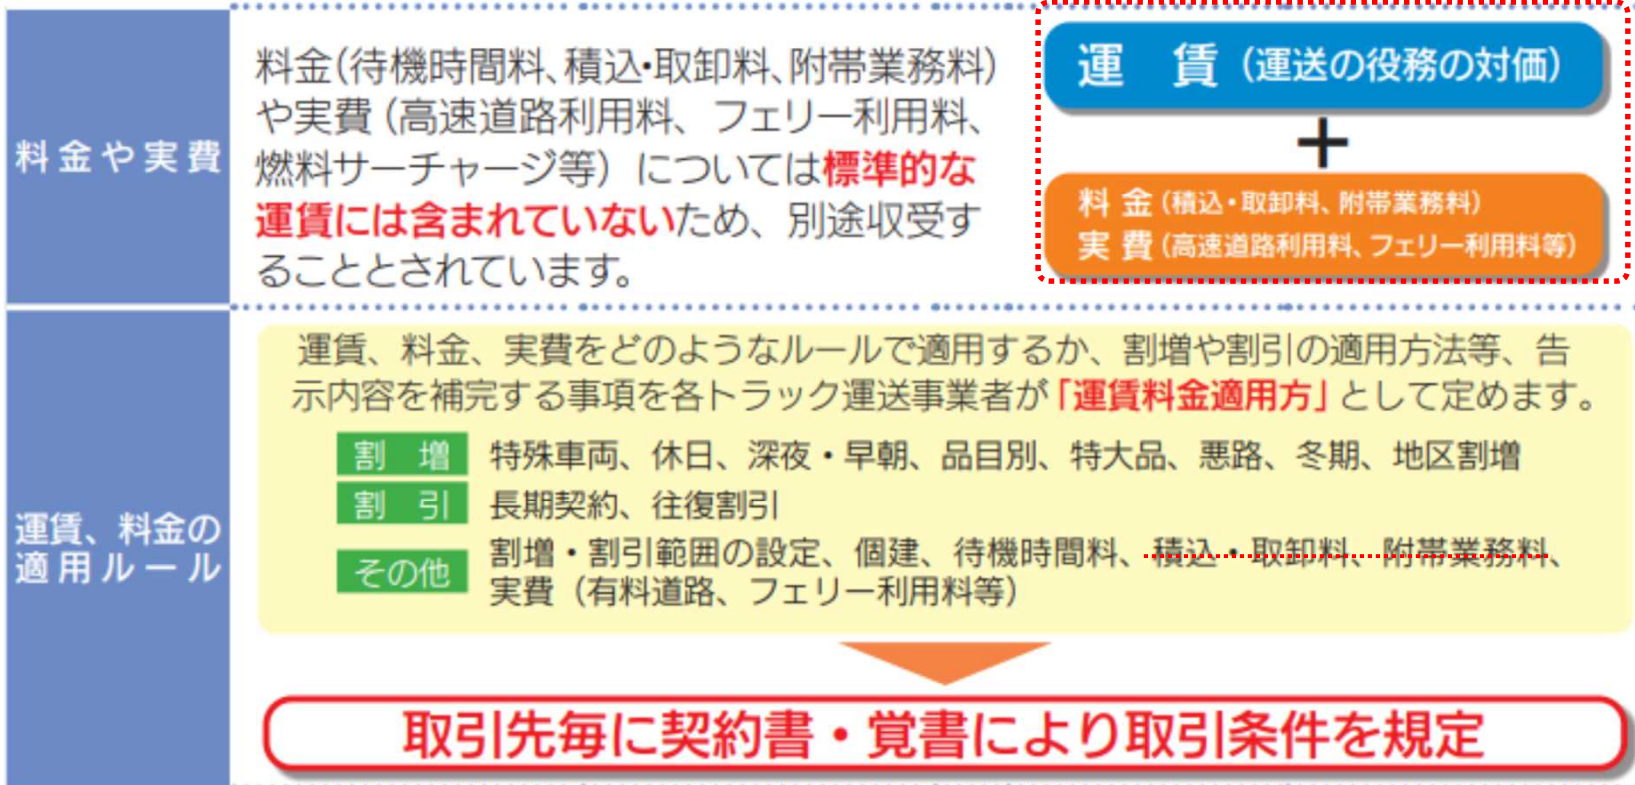 料金や実費
料金(待機時間料、積込・取卸料、附帯業務料)
や実費（高速道路利用料、フェリー利用料、
燃料サーチャージ等）については標準的な
運賃には含まれていないため、別途収受す
ることとされています。
運　賃（運送の役務の対価）
＋
料 金（積込・取卸料、附帯業務料）
実 費（高速道路利用料、フェリー利用料等）
運賃、料金の
適用ルール
運賃、料金、実費をどのようなルールで適用するか、割増や割引の適用方法等、告
示内容を補完する事項を各トラック運送事業者が「運賃料金適用方」として定めます。
割　増　特殊車両、休日、深夜・早朝、品目別、特大品、悪路、冬期、地区割増
割　引　長期契約、往復割引
その他　割増・割引範囲の設定、個建、待機時間料、積込・取卸料、附帯業務料、
実費（有料道路、フェリー利用料等）
取引先毎に契約書・覚書により取引条件を規定